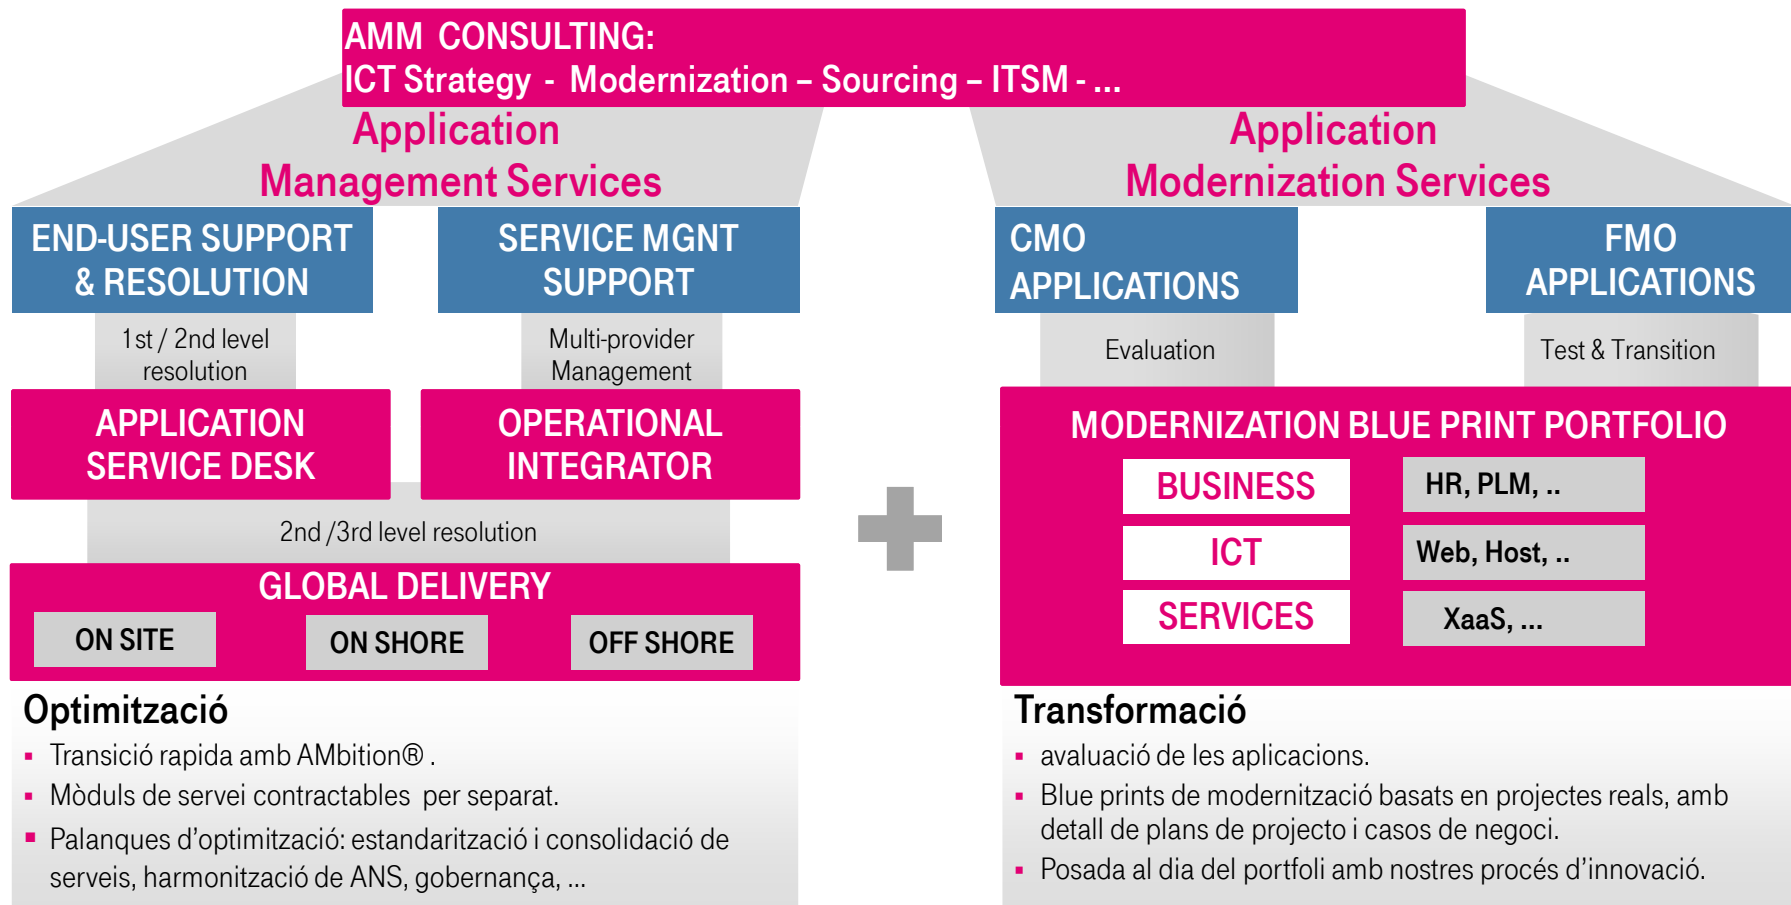 AMM CONSULTING:
ICT Strategy - Modernization – Sourcing – ITSM - ...
Application
Management Services
END-USER SUPPORT
& RESOLUTION
SERVICE MGNT
SUPPORT
1st / 2nd level
resolution
Multi-provider
Management
APPLICATION
SERVICE DESK
OPERATIONAL
INTEGRATOR
2nd /3rd level resolution
GLOBAL DELIVERY
ON SITE
ON SHORE
OFF SHORE
Optimització
Transició rapida amb AMbition® .
Mòduls de servei contractables per separat.
Palanques d’optimització: estandarització i consolidació de
serveis, harmonització de ANS, gobernança, ...
Application
Modernization Services
CMO
APPLICATIONS
FMO
APPLICATIONS
Evaluation
Test & Transition
MODERNIZATION BLUE PRINT PORTFOLIO
BUSINESS
HR, PLM, ..
ICT
Web, Host, ..
SERVICES
XaaS, ...
Transformació
avaluació de les aplicacions.
Blue prints de modernització basats en projectes reals, amb
detall de plans de projecto i casos de negoci.
Posada al dia del portfoli amb nostres procés d’innovació.